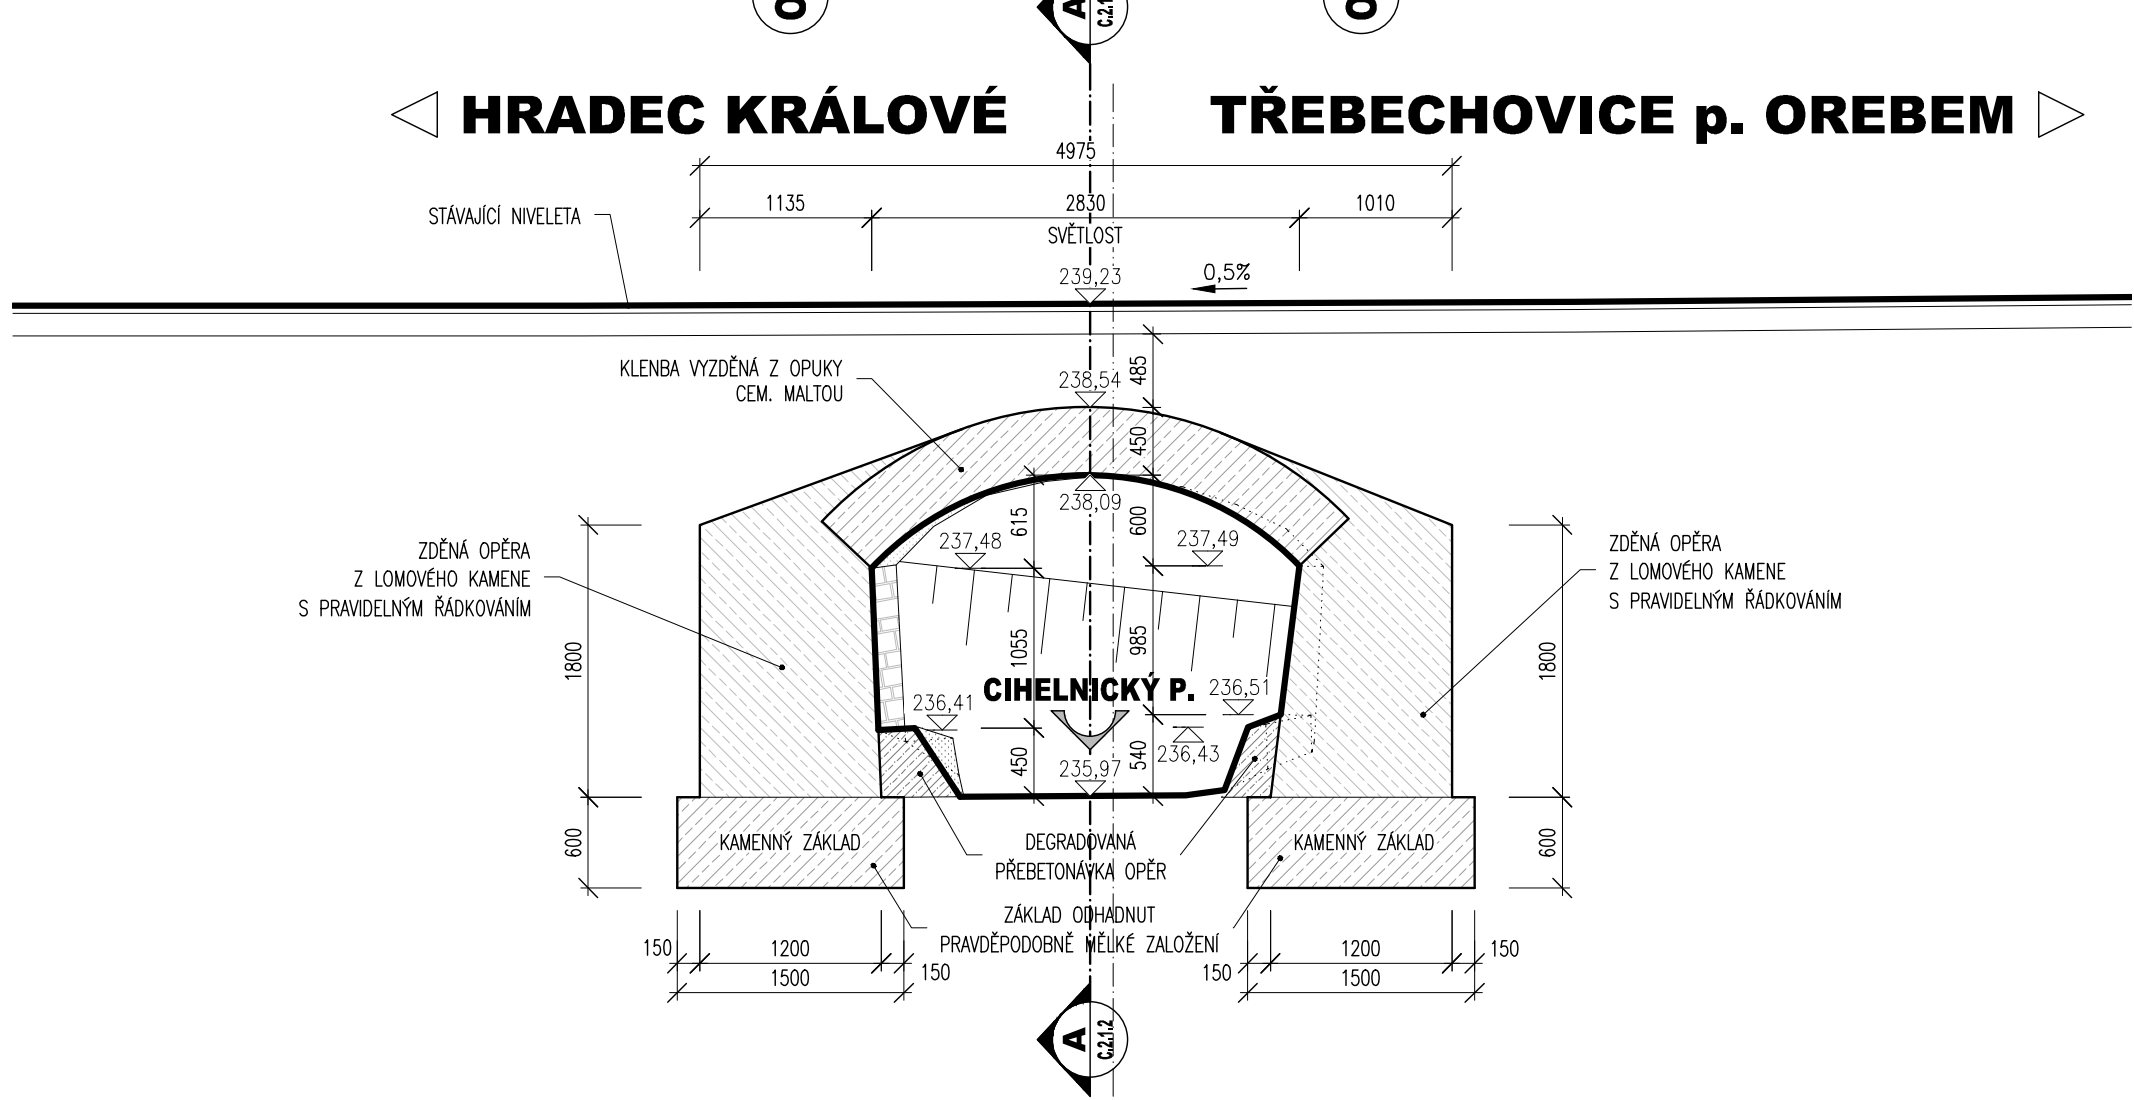 O
A
C.2.1
O
HRADEC KRÁLOVÉ
TŘEBECHOVICE p. OREBEM
4975
1135
2830
1010
STÁVAJÍCÍ NIVELETA
SVĚTLOST
239,23
0,5%
KLENBA VYZDĚNÁ Z OPUKY
CEM. MALTOU
238,54
485
450
238,09
615
600
237,48
237,49
ZDĚNÁ OPĚRA
Z LOMOVÉHO KAMENE
S PRAVIDELNÝM ŘÁDKOVÁNÍM
ZDĚNÁ OPĚRA
Z LOMOVÉHO KAMENE
S PRAVIDELNÝM ŘÁDKOVÁNÍM
1800
1055
985
1800
CIHELNICKÝ P.
236,41
236,51
450
235,97
540
236,43
600
KAMENNÝ ZÁKLAD
DEGRADOVANÁ
PŘEBETONÁVKA OPĚR
KAMENNÝ ZÁKLAD
600
ZÁKLAD ODHADNUT
PRAVDĚPODOBNĚ MĚLKÉ ZALOŽENÍ
150
1200
150
1500
150
1200
150
1500
A
C.2.1.2